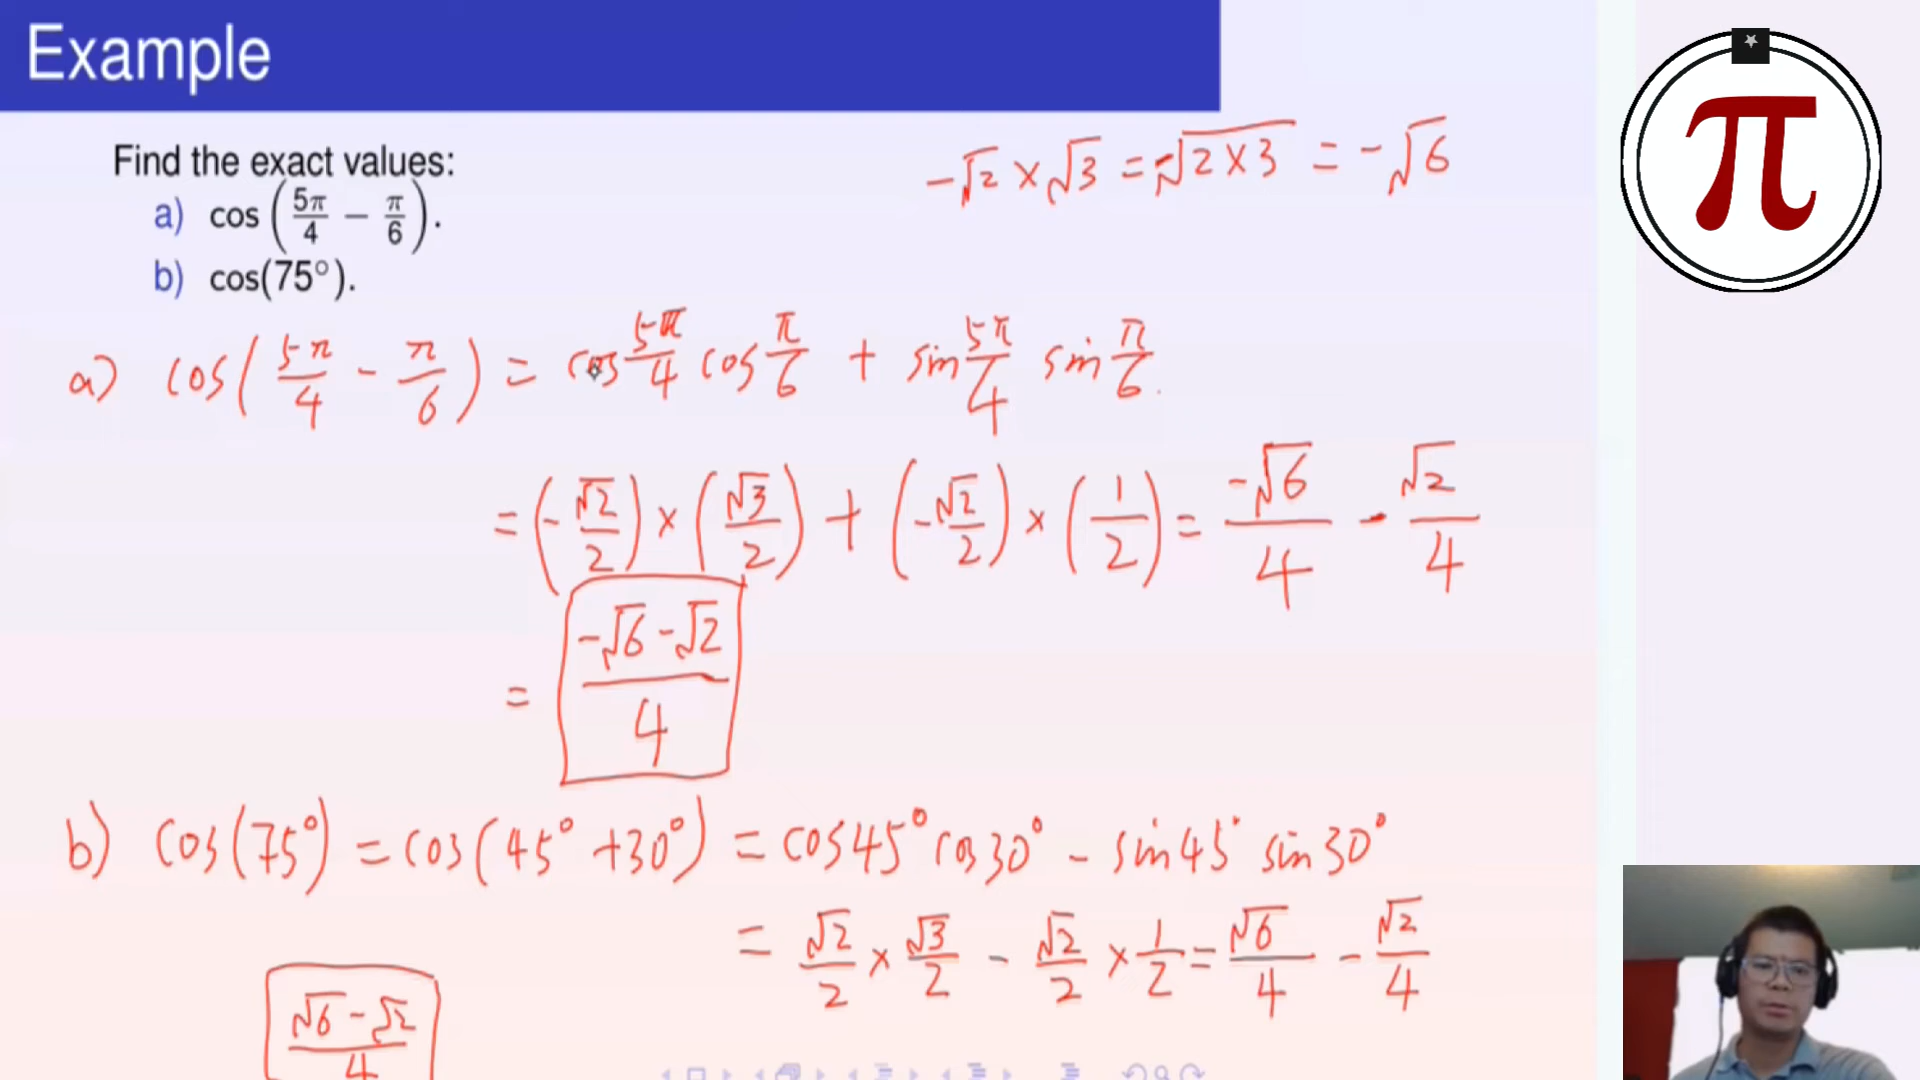 Example
Find the exact values:
a) cos (5π/4 − π/6).
b) cos(75°).
-√2 × √3 = -√(2×3) = -√6
a) cos(5π/4 - π/6) = cos 5π/4 cos π/6 + sin 5π/4 sin π/6.
= (-√2/2) × (√3/2) + (-√2/2) × (1/2) = -√6/4 - √2/4
= (-√6-√2)/4
b) cos(75°) = cos(45° +30°) = cos45° cos30° - sin45° sin30°
= √2/2 × √3/2 - √2/2 × 1/2 = √6/4 - √2/4
(√6-√2)/4
π